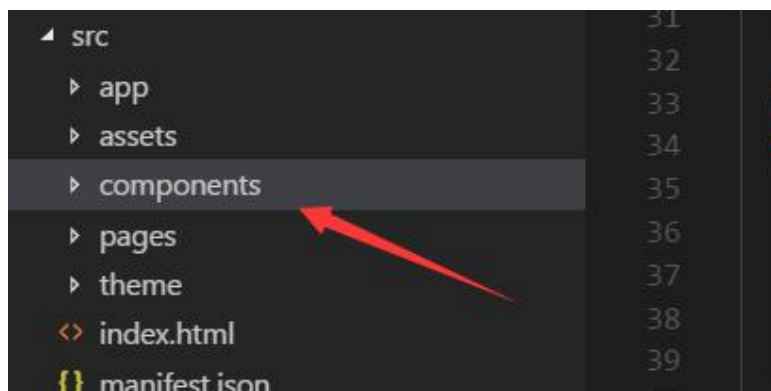 src
app
assets
components
pages
theme
<> index.html
{} manifest.json
31
32
33
34
35
36
37
38
39